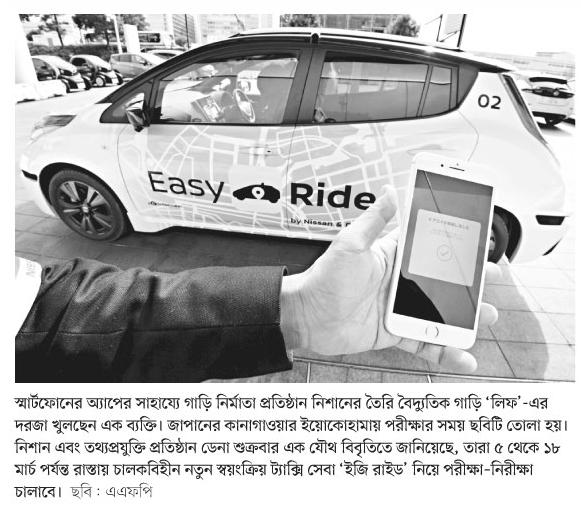 02
Easy Ride
by Nissan &
স্মার্টফোনের অ্যাপের সাহায্যে গাড়ি নির্মাতা প্রতিষ্ঠান নিশানের তৈরি বৈদ্যুতিক গাড়ি ‘লিফ’-এর
দরজা খুলছেন এক ব্যক্তি। জাপানের কানাগাওয়ার ইয়োকোহামায় পরীক্ষার সময় ছবিটি তোলা হয়।
নিশান এবং তথ্যপ্রযুক্তি প্রতিষ্ঠান ডেনা শুক্রবার এক যৌথ বিবৃতিতে জানিয়েছে, তারা ৫ থেকে ১৮
মার্চ পর্যন্ত রাস্তায় চালকবিহীন নতুন স্বয়ংক্রিয় ট্যাক্সি সেবা ‘ইজি রাইড’ নিয়ে পরীক্ষা-নিরীক্ষা
চালাবে। ছবি : এএফপি